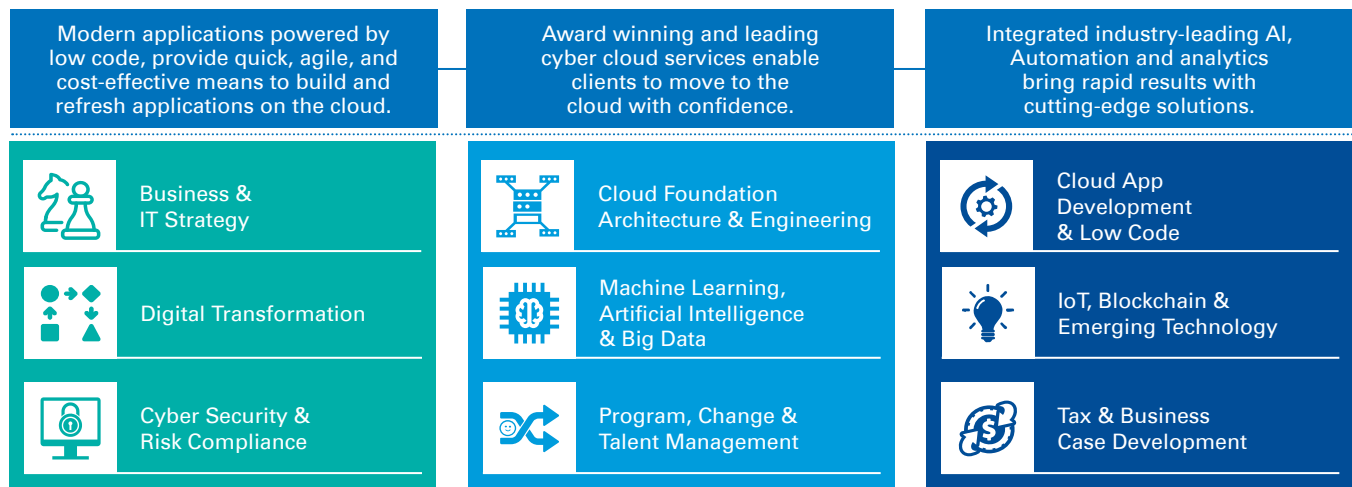 Modern applications powered by
low code, provide quick, agile, and
cost-effective means to build and
refresh applications on the cloud.
Award winning and leading
cyber cloud services enable
clients to move to the
cloud with confidence.
Integrated industry-leading AI,
Automation and analytics
bring rapid results with
cutting-edge solutions.
Business &
IT Strategy
Digital Transformation
Cyber Security &
Risk Compliance
Cloud Foundation
Architecture & Engineering
Machine Learning,
Artificial Intelligence
& Big Data
Program, Change &
Talent Management
Cloud App
Development
& Low Code
IoT, Blockchain &
Emerging Technology
$
Tax & Business
Case Development